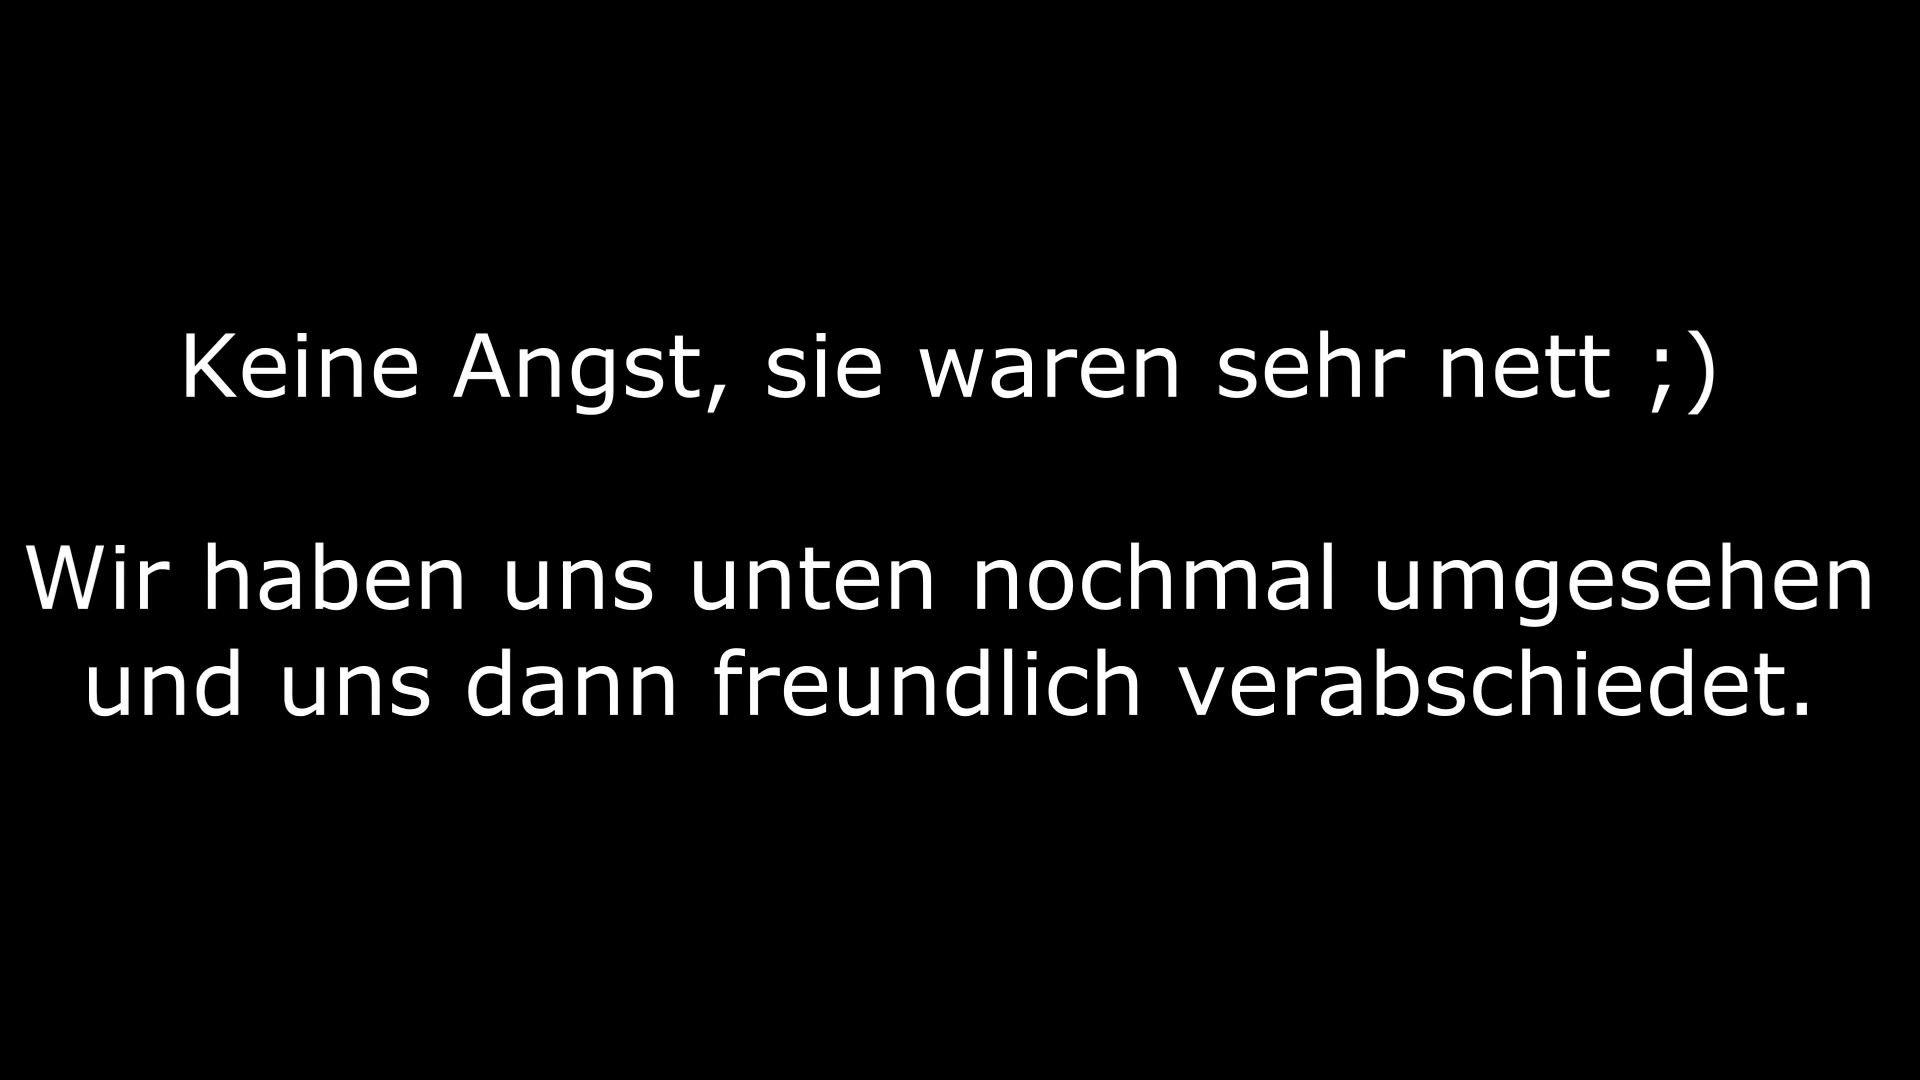 Keine Angst, sie waren sehr nett ;)
Wir haben uns unten nochmal umgesehen
und uns dann freundlich verabschiedet.